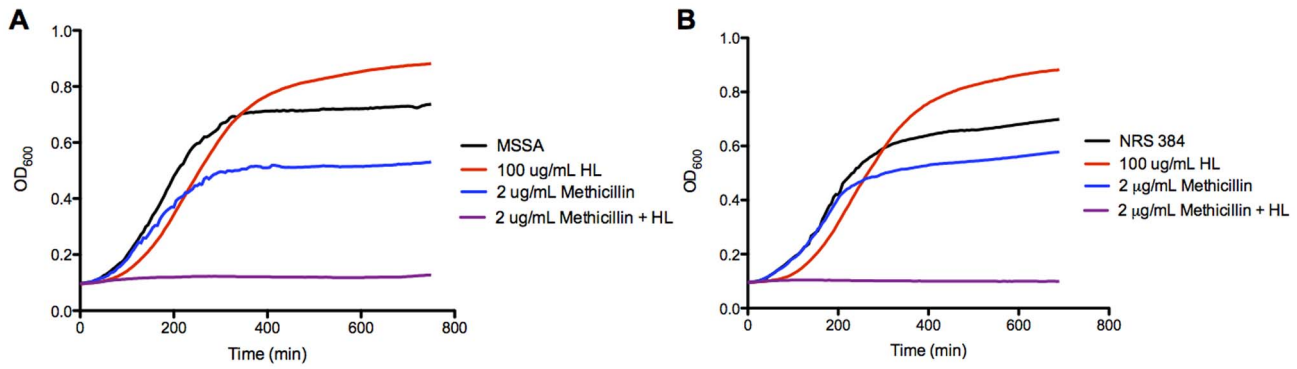 A
1.0
0.8
0.6
0.4
0.2
0.0
OD600
0
200
400
600
800
Time (min)
MSSA
100 ug/mL HL
2 ug/mL Methicillin
2 ug/mL Methicillin + HL
B
1.0
0.8
0.6
0.4
0.2
0.0
OD600
0
200
400
600
800
Time (min)
NRS 384
100 ug/mL HL
2 μg/mL Methicillin
2 μg/mL Methicillin + HL